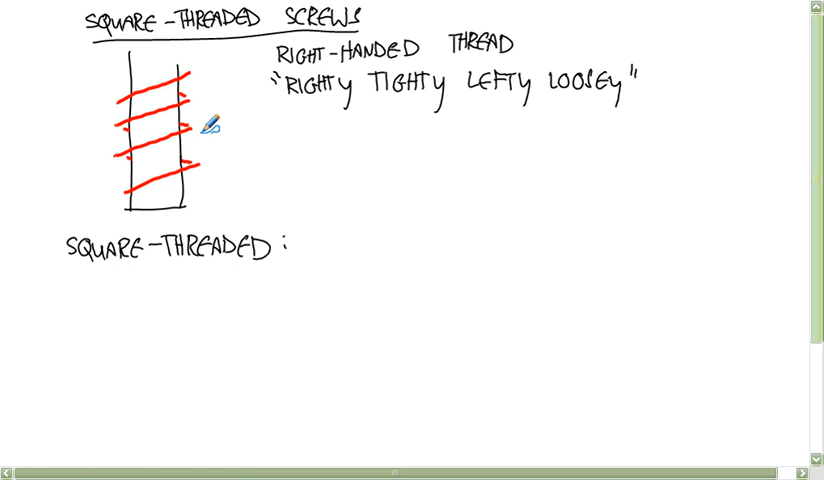 SQUARE-THREADED SCREWS
RIGHT-HANDED THREAD
"RIGHTY TIGHTY LEFTY LOOSEY"
SQUARE-THREADED :